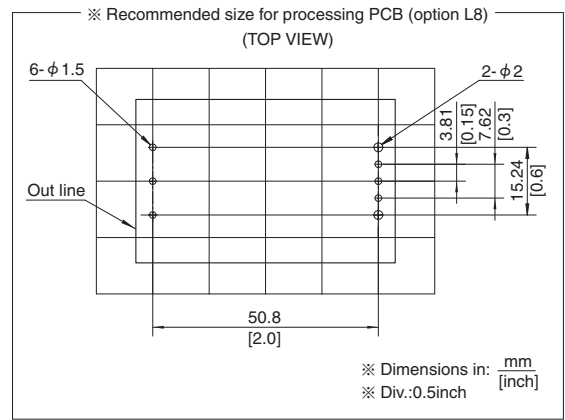 ※ Recommended size for processing PCB (option L8)
(TOP VIEW)
6-ϕ1.5
2-ϕ2
3.81
[0.15]
7.62
[0.3]
15.24
[0.6]
Out line
50.8
[2.0]
※ Dimensions in: mm
[inch]
※ Div.:0.5inch